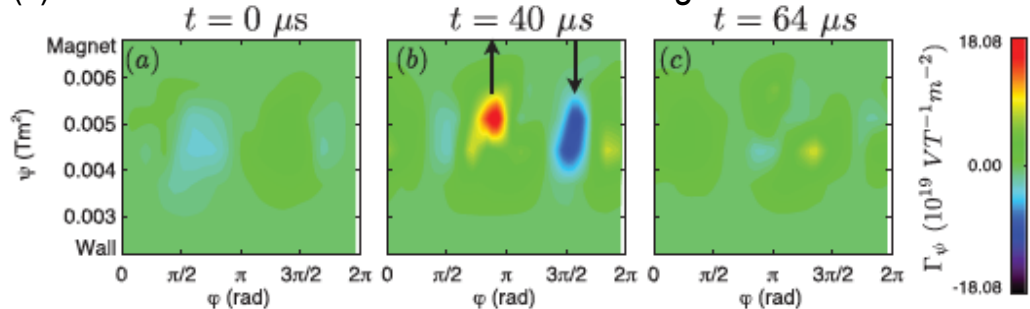 t = 0 μs
t = 40 μs
t = 64 μs
Magnet
0.006
0.005
0.004
0.003
Wall
ψ (Tm²)
(a)
(b)
(c)
0 π/2 π 3π/2 2π
φ (rad)
0 π/2 π 3π/2 2π
φ (rad)
0 π/2 π 3π/2 2π
φ (rad)
18.08
0.00
-18.08
Γψ (10¹⁹ VT⁻¹m⁻²)